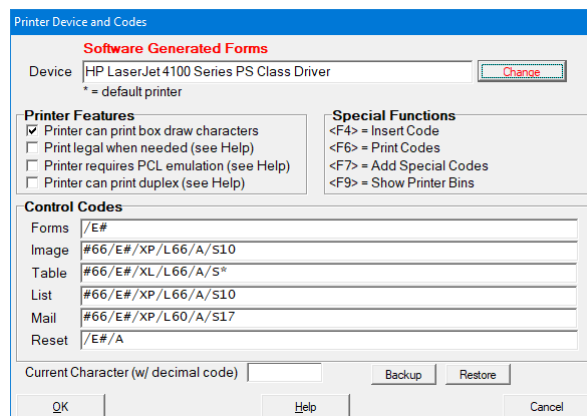 Printer Device and Codes
Software Generated Forms
Device HP LaserJet 4100 Series PS Class Driver Change
* = default printer
Printer Features
Printer can print box draw characters
Print legal when needed (see Help)
Printer requires PCL emulation (see Help)
Printer can print duplex (see Help)
Special Functions
<F4> = Insert Code
<F6> = Print Codes
<F7> = Add Special Codes
<F9> = Show Printer Bins
Control Codes
Forms /E#
Image #66/E#/XP/L66/A/S10
Table #66/E#/XL/L66/A/S*
List #66/E#/XP/L66/A/S10
Mail #66/E#/XP/L60/A/S17
Reset /E#/A
Current Character (w/ decimal code) Backup Restore
OK Help Cancel